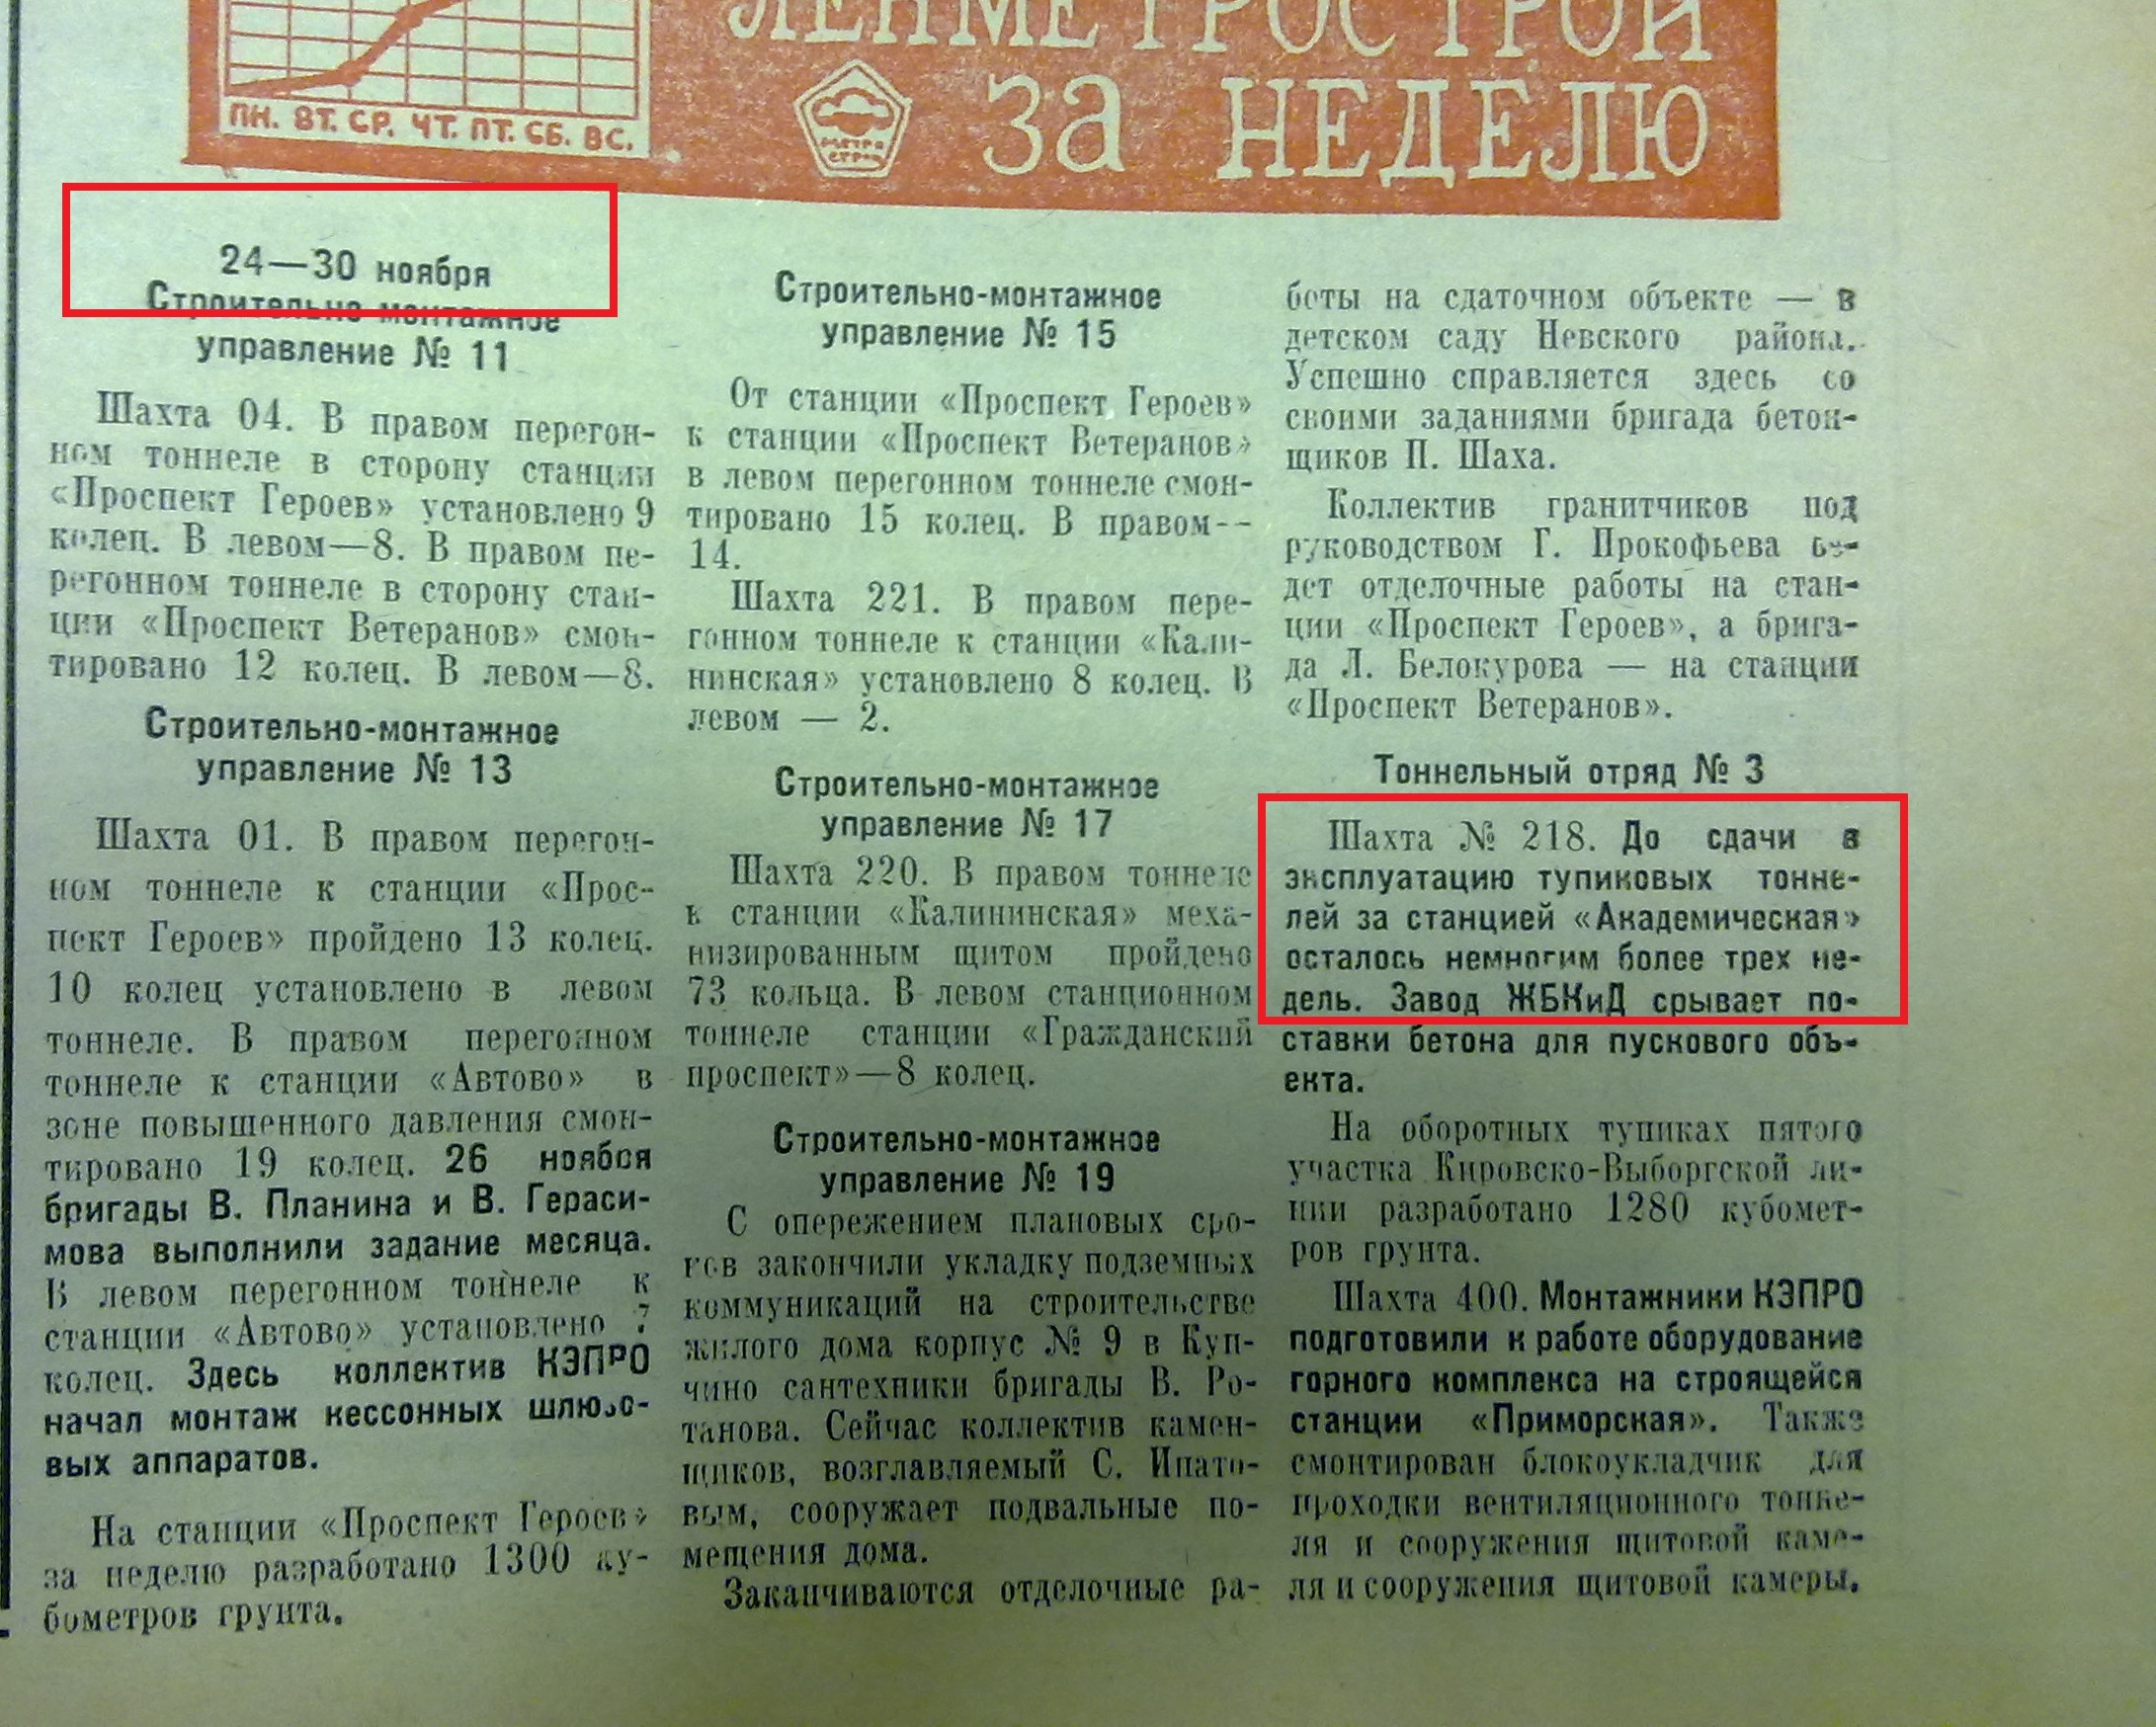 ЛЕНМЕТРОСТРОЙ
ЗА НЕДЕЛЮ
ПН. ВТ. СР. ЧТ. ПТ. СБ. ВС.
МЕТРО
СТРОЙ
24—30 ноября
Строительно-монтажное
управление № 11
Шахта 04. В правом перегон-
ном тоннеле в сторону станции
«Проспект Героев» установлено 9
колец. В левом—8. В правом пе-
регонном тоннеле в сторону стан-
ции «Проспект Ветеранов» смон-
тировано 12 колец. В левом—8.
Строительно-монтажное
управление № 13
Шахта 01. В правом перегон-
ном тоннеле к станции «Прос-
пект Героев» пройдено 13 колец.
10 колец установлено в левом
тоннеле. В правом перегонном
тоннеле к станции «Автово» в
зоне повышенного давления смон-
тировано 19 колец. 26 ноября
бригады В. Планина и В. Гераси-
мова выполнили задание месяца.
В левом перегонном тоннеле к
станции «Автово» установлено 7
колец. Здесь коллектив КЭПРО
начал монтаж кессонных шлюзо-
вых аппаратов.
На станции «Проспект Героев»
за неделю разработано 1300 ку-
бометров грунта.
Строительно-монтажное
управление № 15
От станции «Проспект Героев»
к станции «Проспект Ветеранов»
в левом перегонном тоннеле смон-
тировано 15 колец. В правом--
14.
Шахта 221. В правом пере-
гонном тоннеле к станции «Кали-
нинская» установлено 8 колец. В
левом — 2.
Строительно-монтажное
управление № 17
Шахта 220. В правом тоннеле
к станции «Калининская» меха-
низированным щитом пройдено
73 кольца. В левом станционном
тоннеле станции «Гражданский
проспект»—8 колец.
Строительно-монтажное
управление № 19
С опережением плановых сро-
ков закончили укладку подземных
коммуникаций на строительстве
жилого дома корпус № 9 в Куп-
чино сантехники бригады В. Ро-
танова. Сейчас коллектив камен-
щиков, возглавляемый С. Ипато-
вым, сооружает подвальные по-
мещения дома.
Заканчиваются отделочные ра-
боты на сдаточном объекте — в
детском саду Невского района.
Успешно справляется здесь со
своими заданиями бригада бетон-
щиков П. Шаха.
Коллектив гранитчиков под
руководством Г. Прокофьева ве-
дет отделочные работы на стан-
ции «Проспект Героев», а брига-
да Л. Белокурова — на станции
«Проспект Ветеранов».
Тоннельный отряд № 3
Шахта № 218. До сдачи в
эксплуатацию тупиковых тонне-
лей за станцией «Академическая»
осталось немногим более трех не-
дель. Завод ЖБКиД срывает по-
ставки бетона для пускового объ-
екта.
На оборотных тупиках пятого
участка Кировско-Выборгской ли-
нии разработано 1280 кубомет-
ров грунта.
Шахта 400. Монтажники КЭПРО
подготовили к работе оборудование
горного комплекса на строящейся
станции «Приморская». Также
смонтирован блокоукладчик для
проходки вентиляционного тонне-
ля и сооружения щитовой каме-
ля и сооружения щитовой камеры.